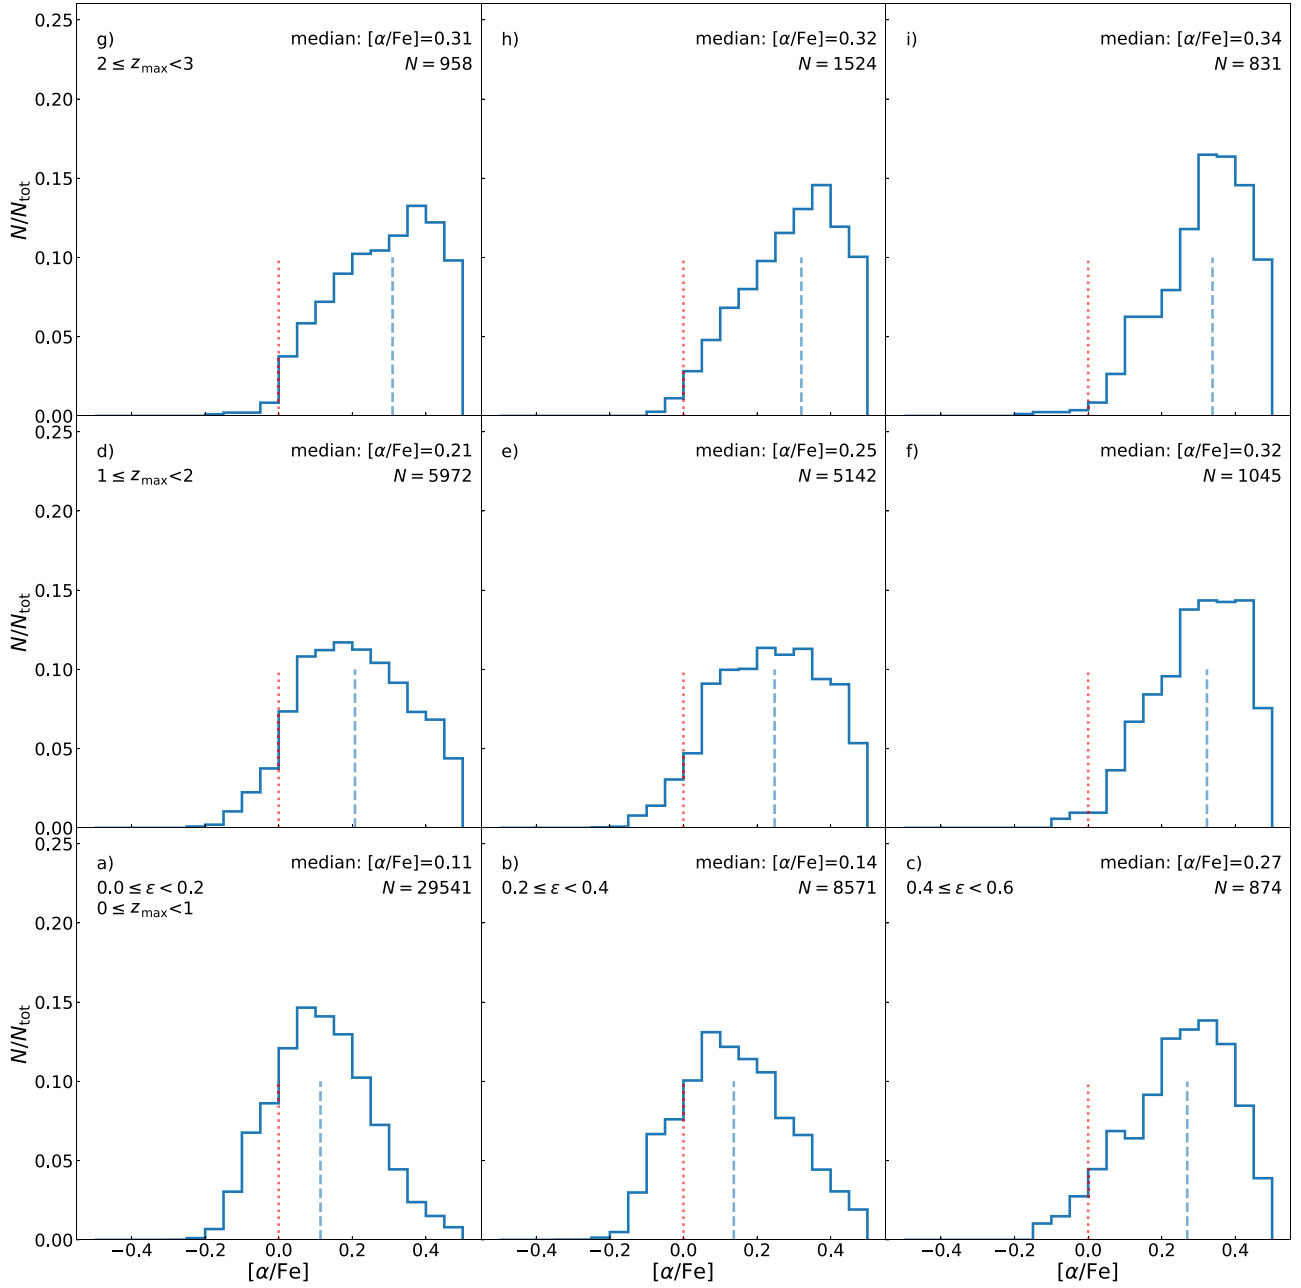 g)
median: [α/Fe]=0.31
2 ≤ z_max<3
N = 958
h)
median: [α/Fe]=0.32
N = 1524
i)
median: [α/Fe]=0.34
N = 831
0.25
0.20
0.15
0.10
0.05
0.00
N/N_tot
d)
median: [α/Fe]=0.21
1 ≤ z_max<2
N = 5972
e)
median: [α/Fe]=0.25
N = 5142
f)
median: [α/Fe]=0.32
N = 1045
0.25
0.20
0.15
0.10
0.05
0.00
N/N_tot
a)
median: [α/Fe]=0.11
0.0 ≤ ε < 0.2
N = 29541
0 ≤ z_max<1
b)
median: [α/Fe]=0.14
0.2 ≤ ε < 0.4
N = 8571
c)
median: [α/Fe]=0.27
0.4 ≤ ε < 0.6
N = 874
0.25
0.20
0.15
0.10
0.05
0.00
N/N_tot
−0.4 −0.2 0.0 0.2 0.4
−0.4 −0.2 0.0 0.2 0.4
−0.4 −0.2 0.0 0.2 0.4
[α/Fe]
[α/Fe]
[α/Fe]